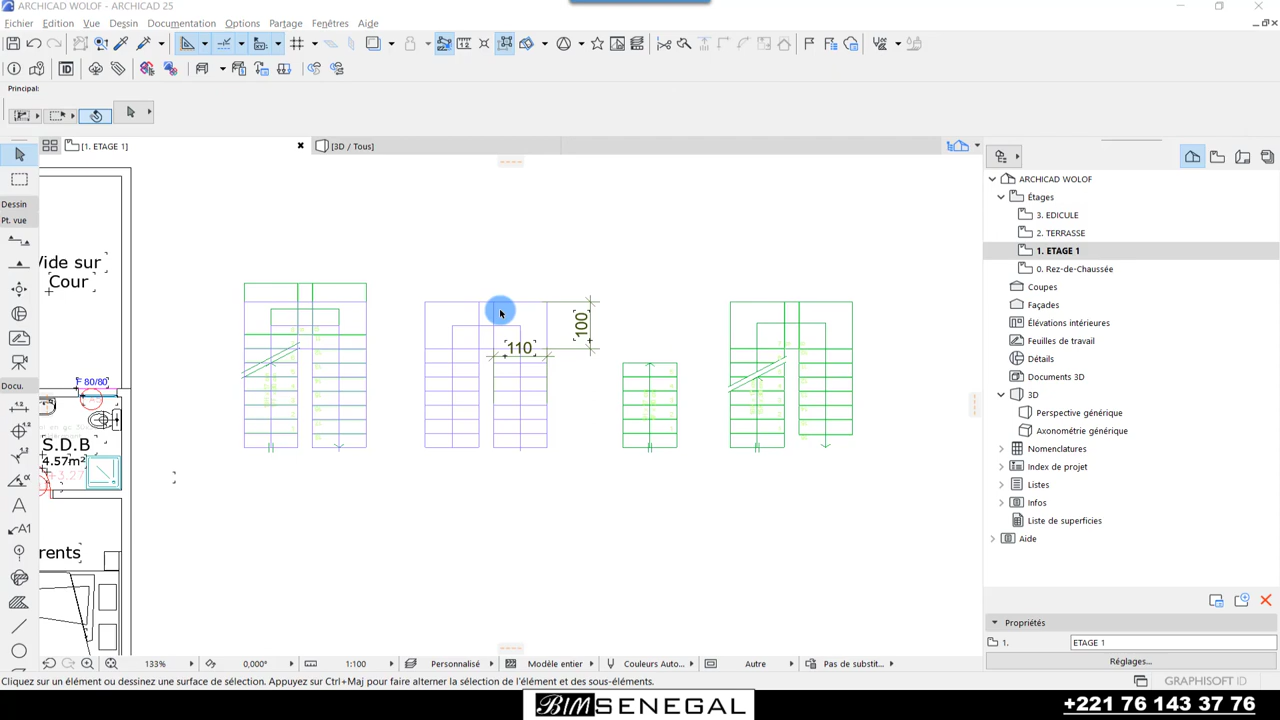 ARCHICAD WOLOF - ARCHICAD 25
Fichier Edition Vue Dessin Options Documentation Partage Fenêtres Aide
Principal:
[1. ETAGE 1]
[3D / Tous]
Dessin
Pt. vue
Docu.
Vide sur
Cour
F 80/80
S.D.B
4.57m²
+3.27
rents
100
110
ARCHICAD WOLOF
Étages
3. EDICULE
2. TERRASSE
1. ETAGE 1
0. Rez-de-Chaussée
Coupes
Façades
Élévations intérieures
Feuilles de travail
Détails
Documents 3D
3D
Perspective générique
Axonométrie générique
Nomenclatures
Index de projet
Listes
Infos
Liste de superficies
Aide
Propriétés
1. ETAGE 1
Réglages...
133% 0,000° 1:100 Personnalisé Modèle entier Couleurs Auto... Autre Pas de substit...
Cliquez sur un élément ou dessinez une surface de sélection. Appuyez sur Ctrl+Maj pour faire alterner la sélection de l'élément et des sous-éléments.
GRAPHISOFT ID
BIMSENEGAL
+221 76 143 37 76